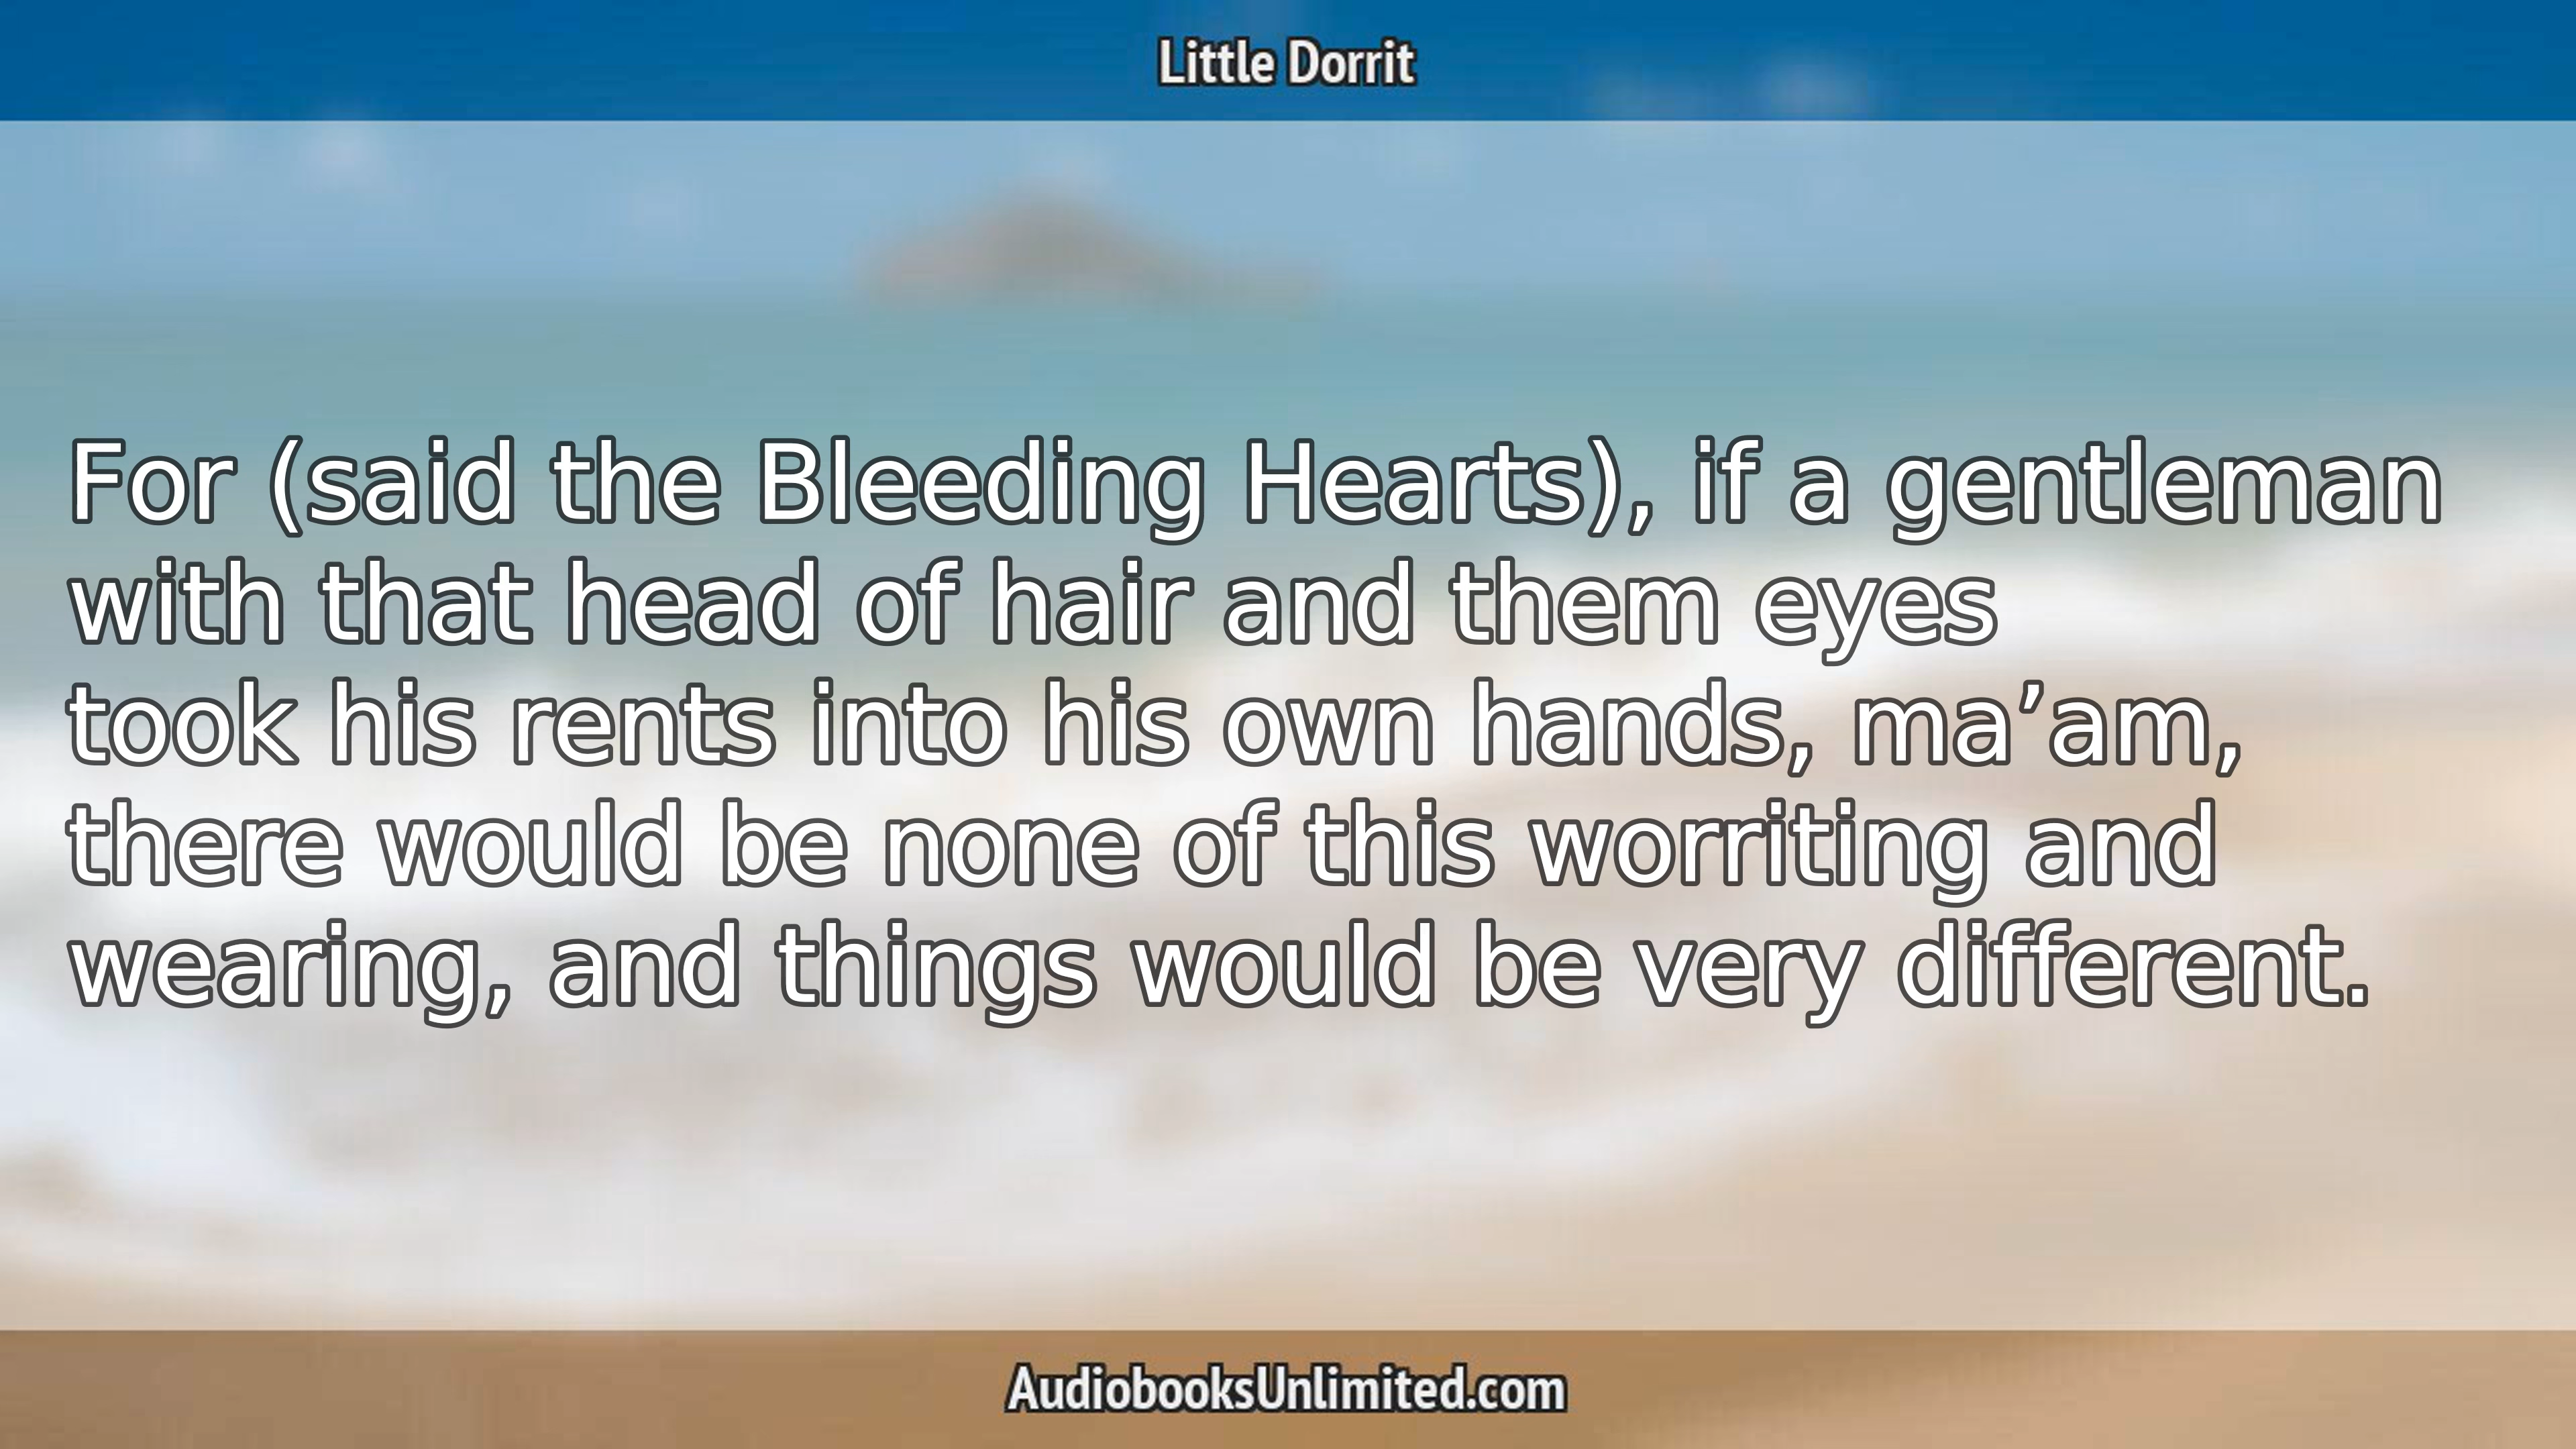 Little Dorrit
For (said the Bleeding Hearts), if a gentleman
with that head of hair and them eyes
took his rents into his own hands, ma’am,
there would be none of this worriting and
wearing, and things would be very different.
AudiobooksUnlimited.com